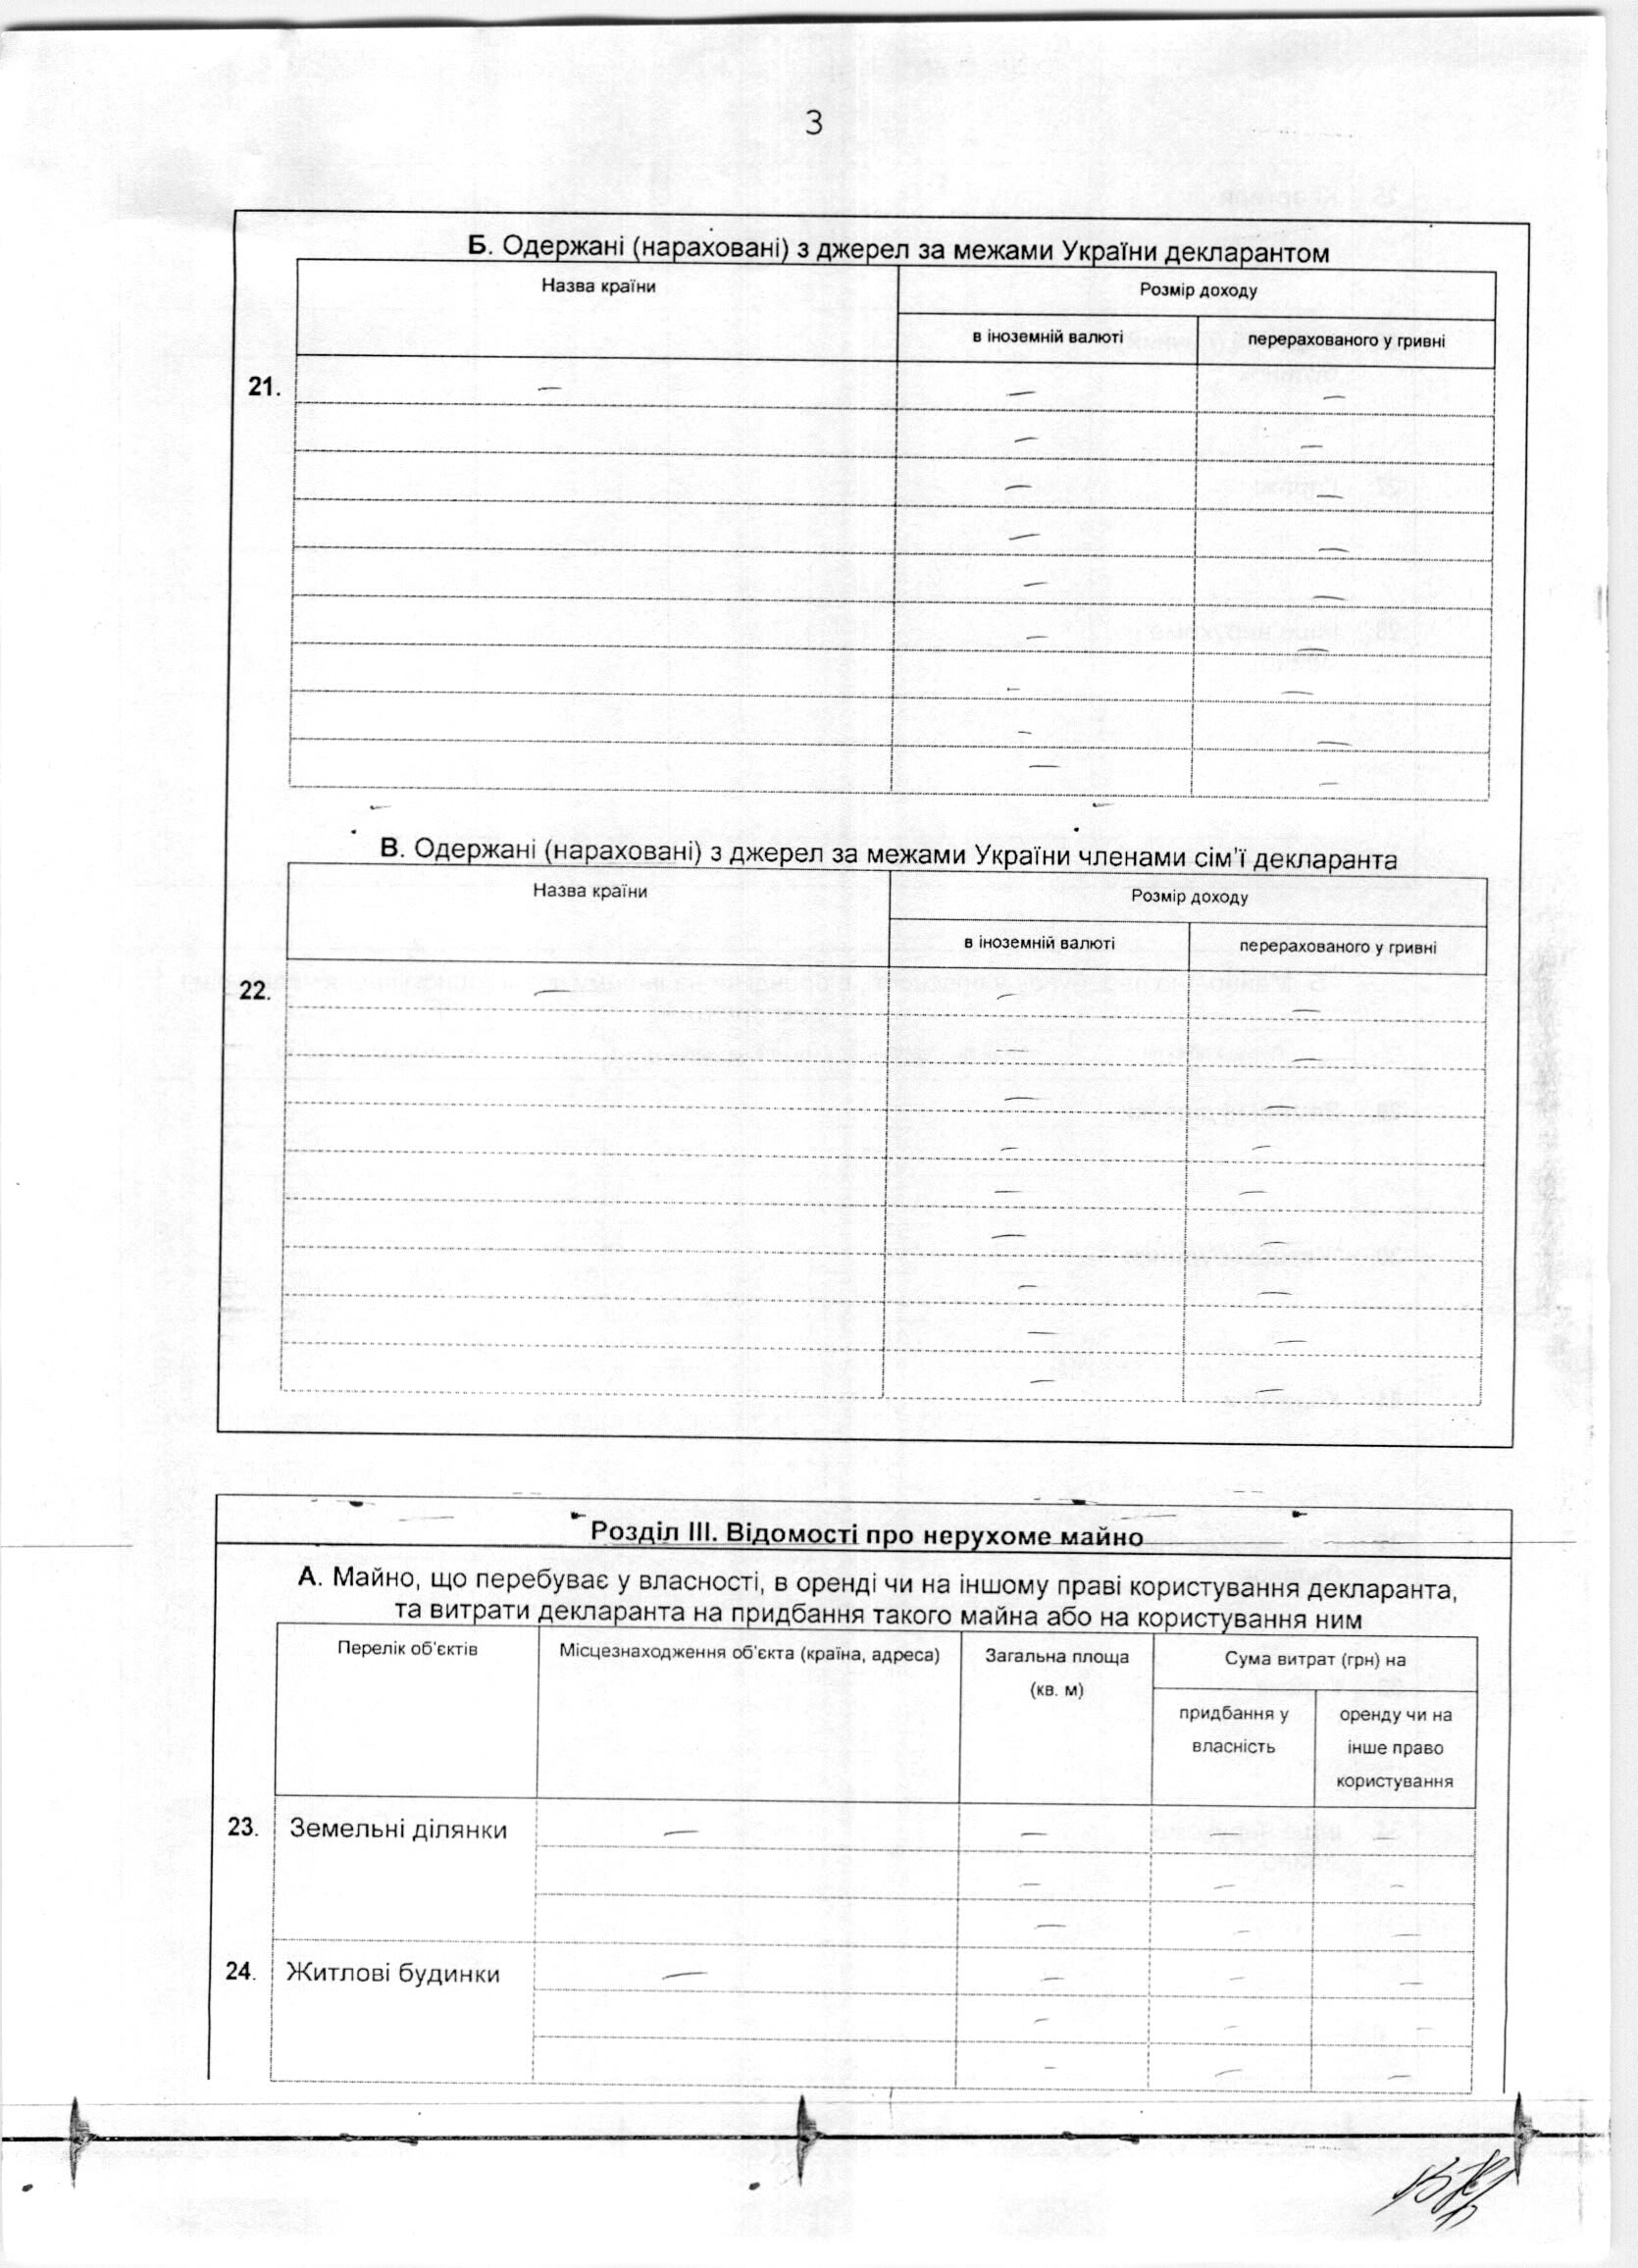 3
Б. Одержані (нараховані) з джерел за межами України декларантом
Назва країни
Розмір доходу
в іноземній валюті
перерахованого у гривні
21. — — —
— —
— —
— —
— —
— —
— —
— —
— —
В. Одержані (нараховані) з джерел за межами України членами сім'ї декларанта
Назва країни
Розмір доходу
в іноземній валюті
перерахованого у гривні
22. — — —
— —
— —
— —
— —
— —
— —
— —
— —
Розділ III. Відомості про нерухоме майно
А. Майно, що перебуває у власності, в оренді чи на іншому праві користування декларанта,
та витрати декларанта на придбання такого майна або на користування ним
Перелік об'єктів
Місцезнаходження об'єкта (країна, адреса)
Загальна площа
(кв. м)
Сума витрат (грн) на
придбання у
власність
оренду чи на
інше право
користування
23. Земельні ділянки — — — —
— — —
— — —
24. Житлові будинки — — — —
— — —
— — —